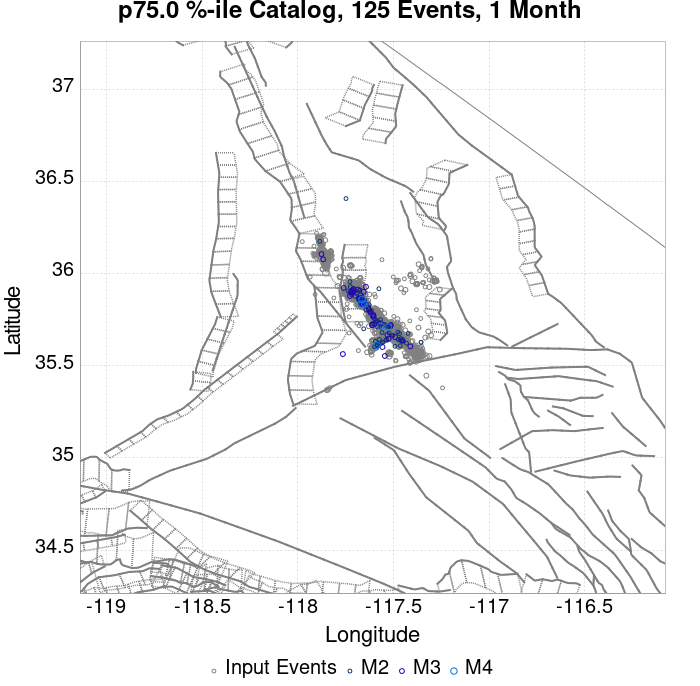 p75.0 %-ile Catalog, 125 Events, 1 Month
37
36.5
36
35.5
35
34.5
Latitude
-119 -118.5 -118 -117.5 -117 -116.5
Longitude
Input Events M2 M3 M4